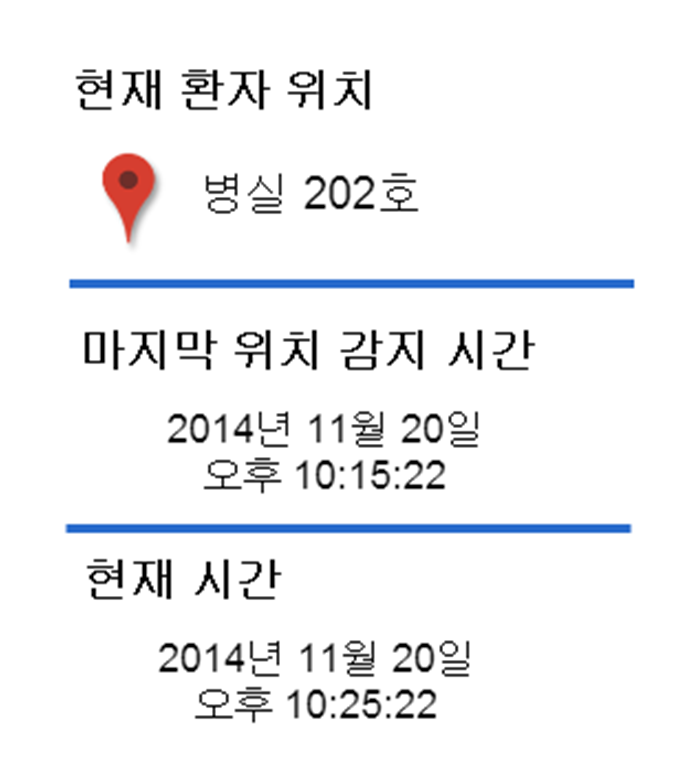 현재 환자 위치
병실 202호
마지막 위치 감지 시간
2014년 11월 20일
오후 10:15:22
현재 시간
2014년 11월 20일
오후 10:25:22